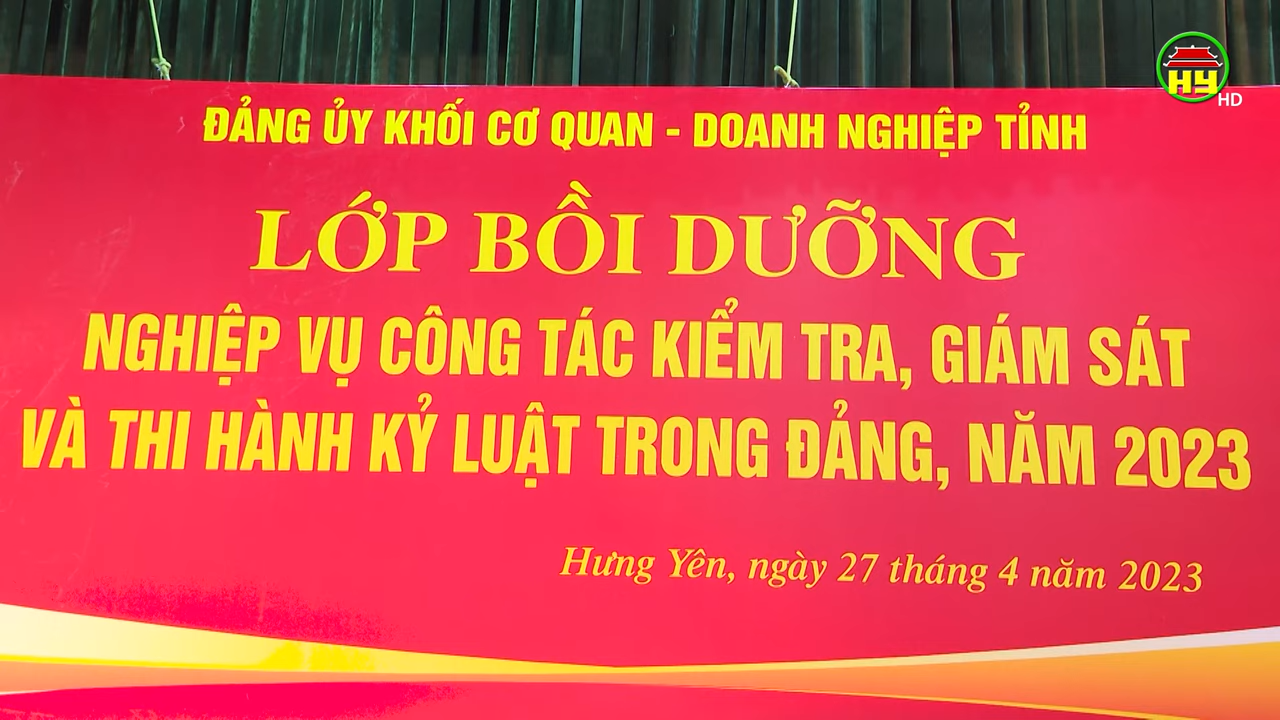 HY HD
ĐẢNG ỦY KHỐI CƠ QUAN - DOANH NGHIỆP TỈNH
LỚP BỒI DƯỠNG
NGHIỆP VỤ CÔNG TÁC KIỂM TRA, GIÁM SÁT
VÀ THI HÀNH KỶ LUẬT TRONG ĐẢNG, NĂM 2023
Hưng Yên, ngày 27 tháng 4 năm 2023